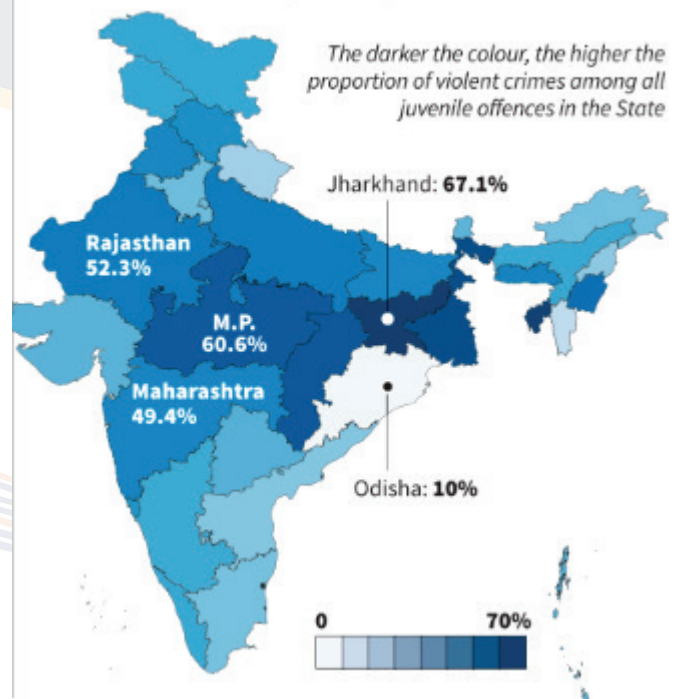 The darker the colour, the higher the
proportion of violent crimes among all
juvenile offences in the State
Jharkhand: 67.1%
Rajasthan
52.3%
M.P.
60.6%
Maharashtra
49.4%
Odisha: 10%
0 70%